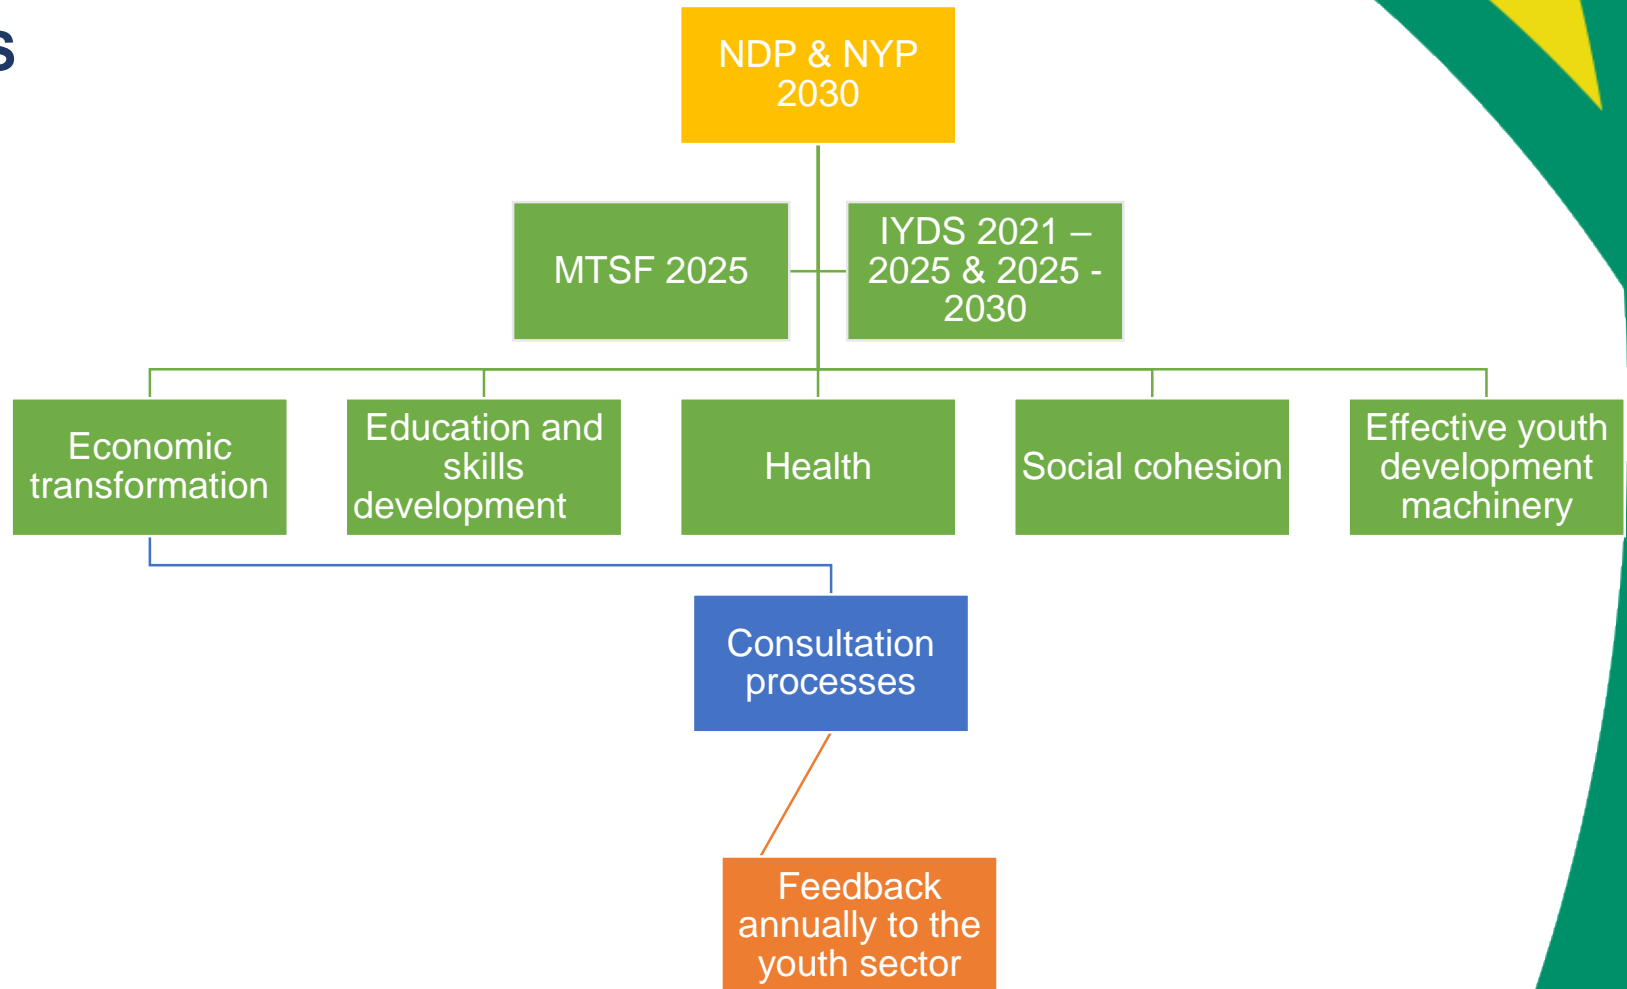 s
NDP & NYP
2030
MTSF 2025
IYDS 2021 –
2025 & 2025 -
2030
Economic
transformation
Education and
skills
development
Health
Social cohesion
Effective youth
development
machinery
Consultation
processes
Feedback
annually to the
youth sector